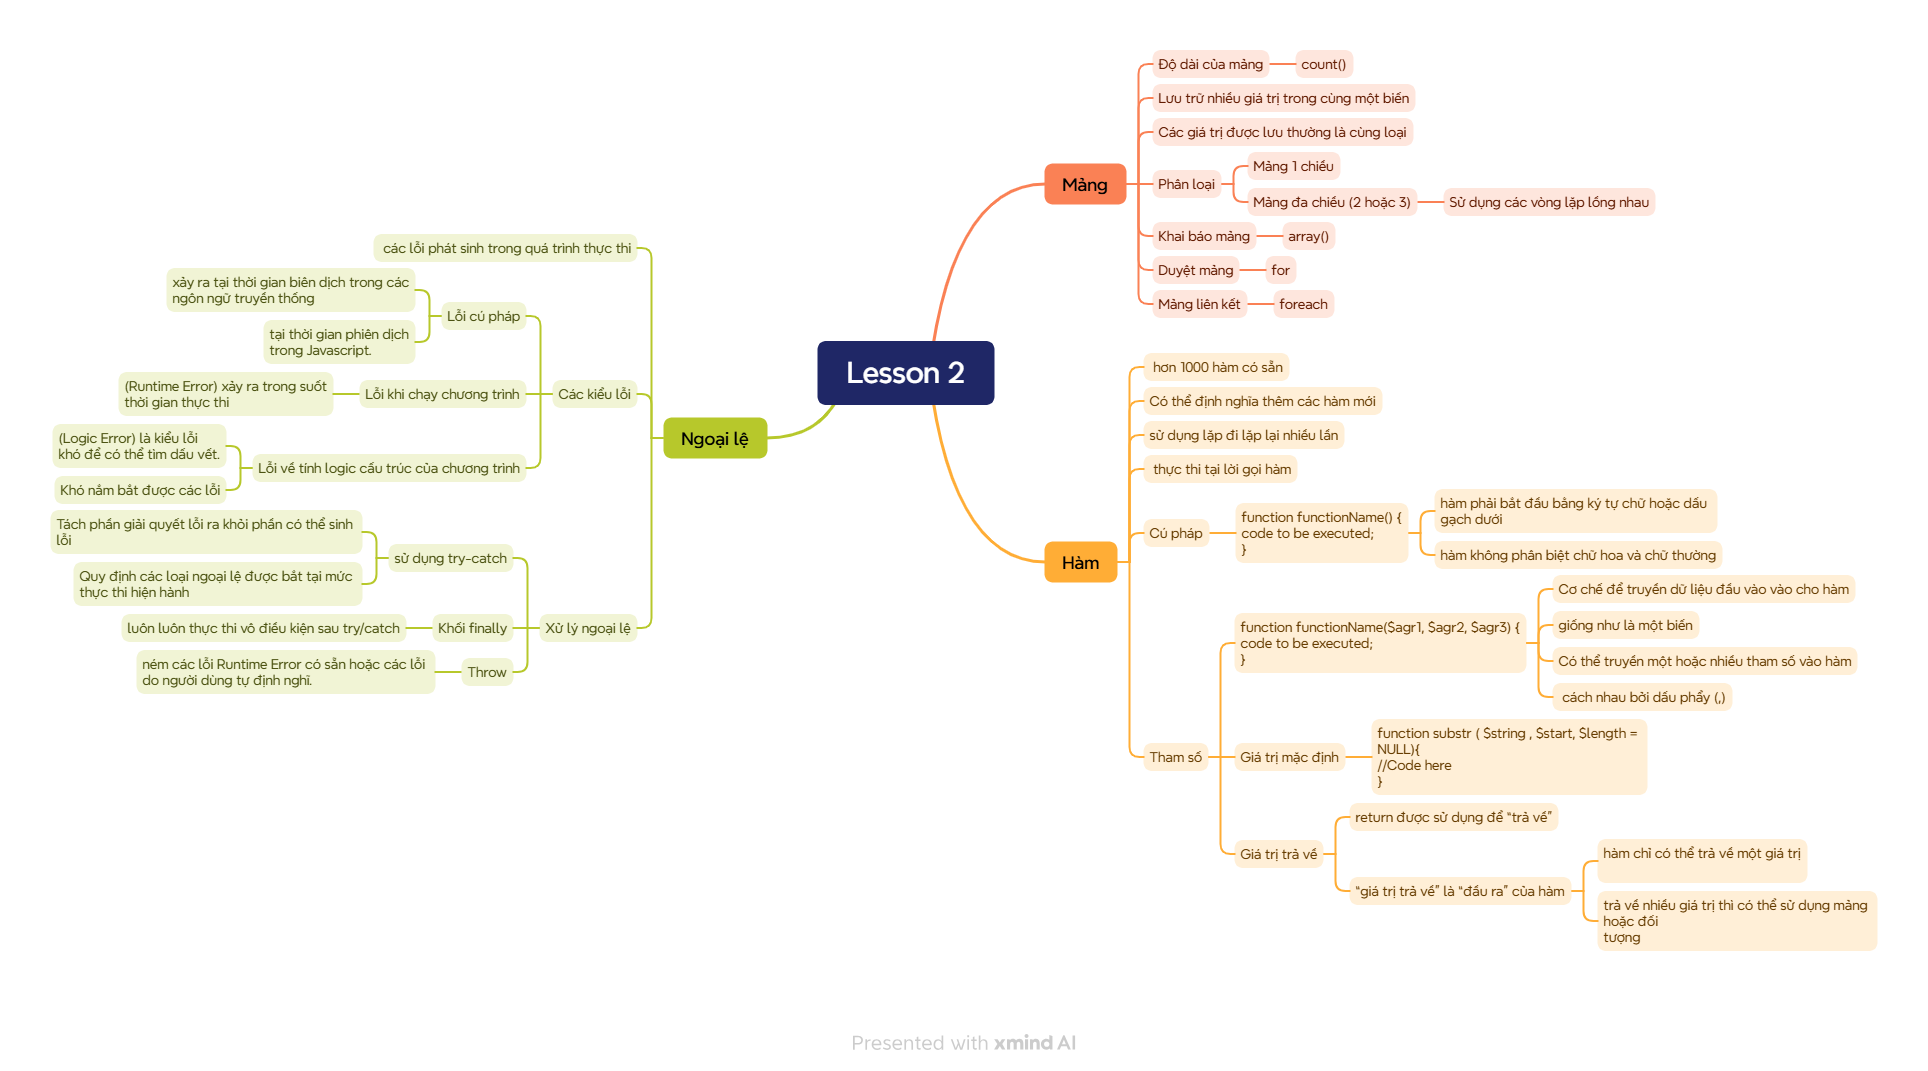 Lesson 2
Mảng
Độ dài của mảng
count()
Lưu trữ nhiều giá trị trong cùng một biến
Các giá trị được lưu thường là cùng loại
Phân loại
Mảng 1 chiều
Mảng đa chiều (2 hoặc 3)
Sử dụng các vòng lặp lồng nhau
Khai báo mảng
array()
Duyệt mảng
for
Mảng liên kết
foreach
Hàm
hơn 1000 hàm có sẵn
Có thể định nghĩa thêm các hàm mới
sử dụng lặp đi lặp lại nhiều lần
thực thi tại lời gọi hàm
Cú pháp
function functionName() {
code to be executed;
}
hàm phải bắt đầu bằng ký tự chữ hoặc dấu
gạch dưới
hàm không phân biệt chữ hoa và chữ thường
Tham số
function functionName($agr1, $agr2, $agr3) {
code to be executed;
}
Cơ chế để truyền dữ liệu đầu vào vào cho hàm
giống như là một biến
Có thể truyền một hoặc nhiều tham số vào hàm
cách nhau bởi dấu phẩy (,)
Giá trị mặc định
function substr ( $string , $start, $length =
NULL){
//Code here
}
Giá trị trả về
return được sử dụng để “trả về”
“giá trị trả về” là “đầu ra” của hàm
hàm chỉ có thể trả về một giá trị
trả về nhiều giá trị thì có thể sử dụng mảng
hoặc đối
tượng
Ngoại lệ
các lỗi phát sinh trong quá trình thực thi
Các kiểu lỗi
Lỗi cú pháp
xảy ra tại thời gian biên dịch trong các
ngôn ngữ truyền thống
tại thời gian phiên dịch
trong Javascript.
Lỗi khi chạy chương trình
(Runtime Error) xảy ra trong suốt
thời gian thực thi
Lỗi về tính logic cấu trúc của chương trình
(Logic Error) là kiểu lỗi
khó để có thể tìm dấu vết.
Khó nắm bắt được các lỗi
Xử lý ngoại lệ
sử dụng try-catch
Tách phần giải quyết lỗi ra khỏi phần có thể sinh
lỗi
Quy định các loại ngoại lệ được bắt tại mức
thực thi hiện hành
Khối finally
luôn luôn thực thi vô điều kiện sau try/catch
Throw
ném các lỗi Runtime Error có sẵn hoặc các lỗi
do người dùng tự định nghĩ.
Presented with xmind AI